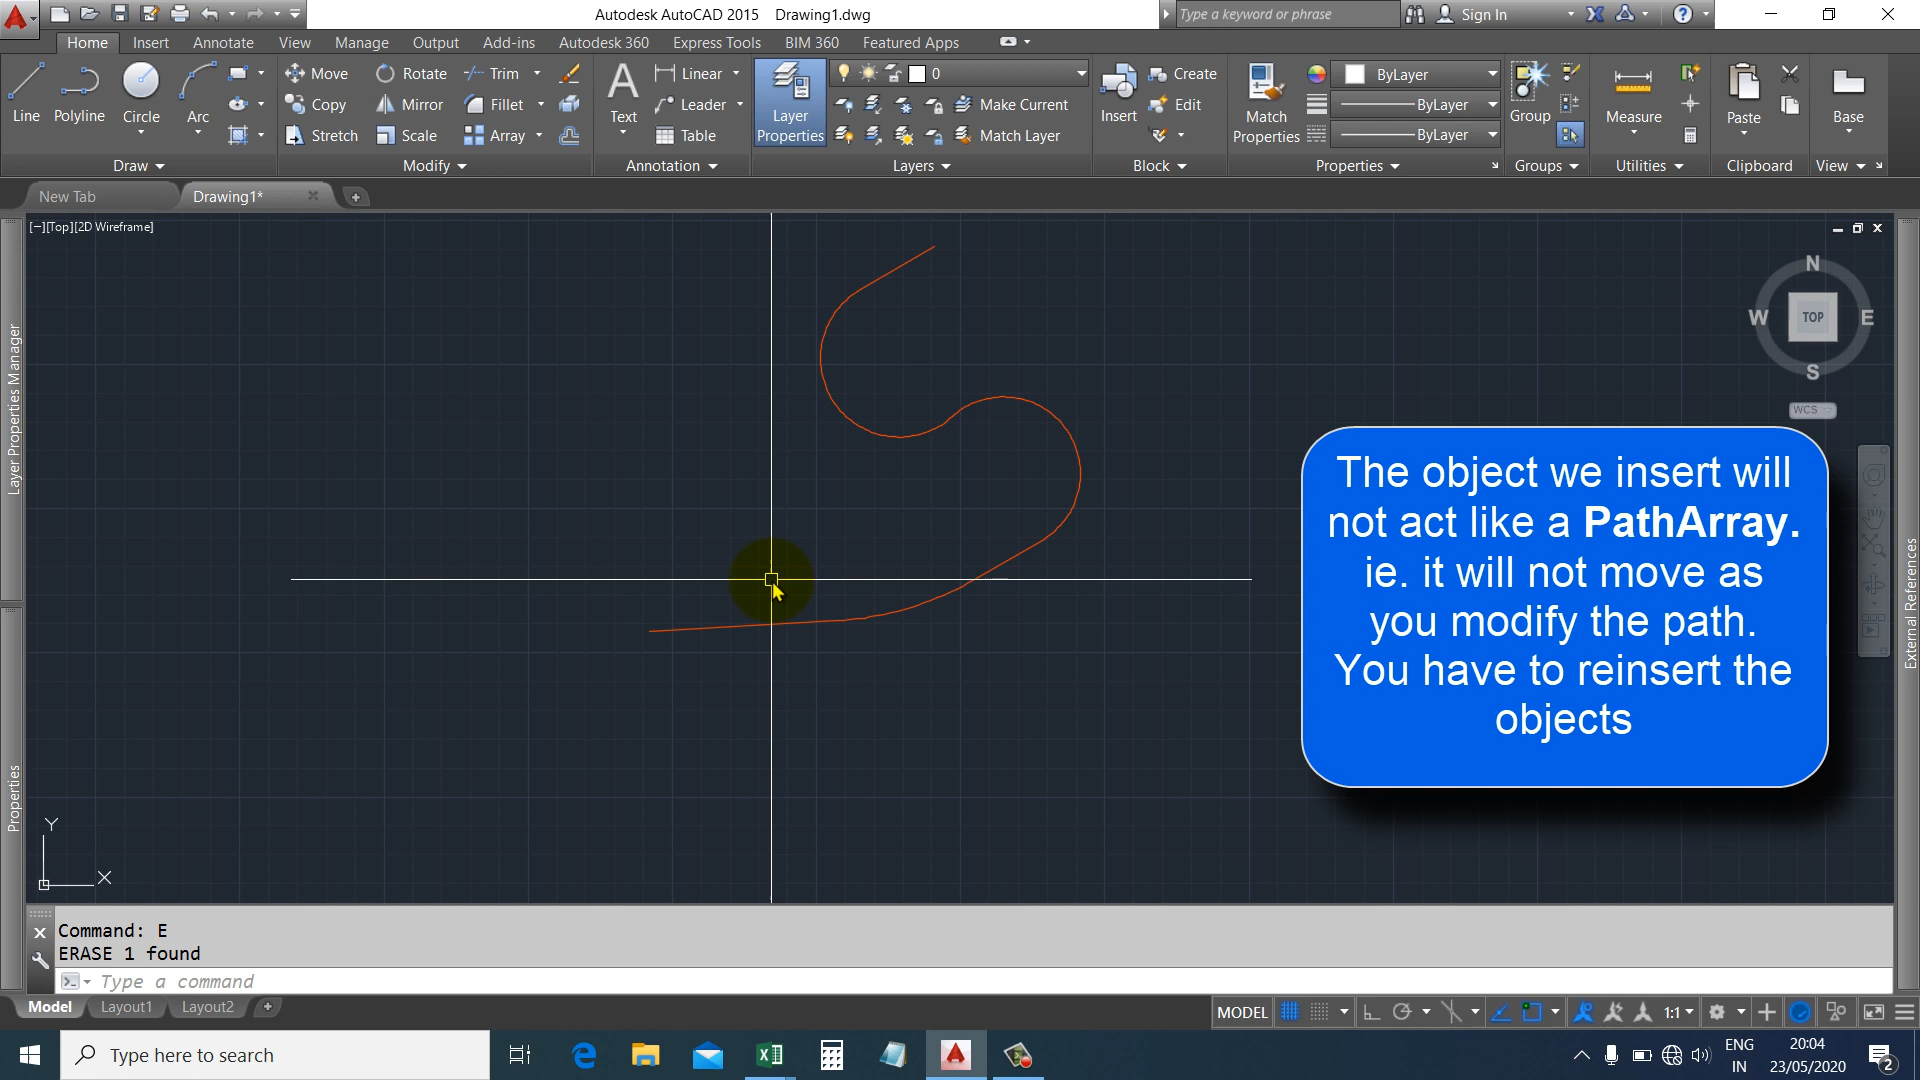 Autodesk AutoCAD 2015 Drawing1.dwg
Type a keyword or phrase
Sign In
Home Insert Annotate View Manage Output Add-ins Autodesk 360 Express Tools BIM 360 Featured Apps
Line Polyline Circle Arc
Move Rotate Trim
Copy Mirror Fillet
Stretch Scale Array
Text Linear
Leader
Table
Layer
Properties
0
Make Current
Match Layer
Insert Create
Edit
Match
Properties
ByLayer
ByLayer
ByLayer
Group
Measure
Paste
Base
Draw Modify Annotation Layers Block Properties Groups Utilities Clipboard View
New Tab Drawing1*
[−][Top][2D Wireframe]
N
W TOP E
S
WCS
Layer Properties Manager
Properties
External References
The object we insert will
not act like a PathArray.
ie. it will not move as
you modify the path.
You have to reinsert the
objects
Y
X
Command: E
ERASE 1 found
Type a command
Model Layout1 Layout2
MODEL 1:1
Type here to search
ENG
IN
20:04
23/05/2020
2